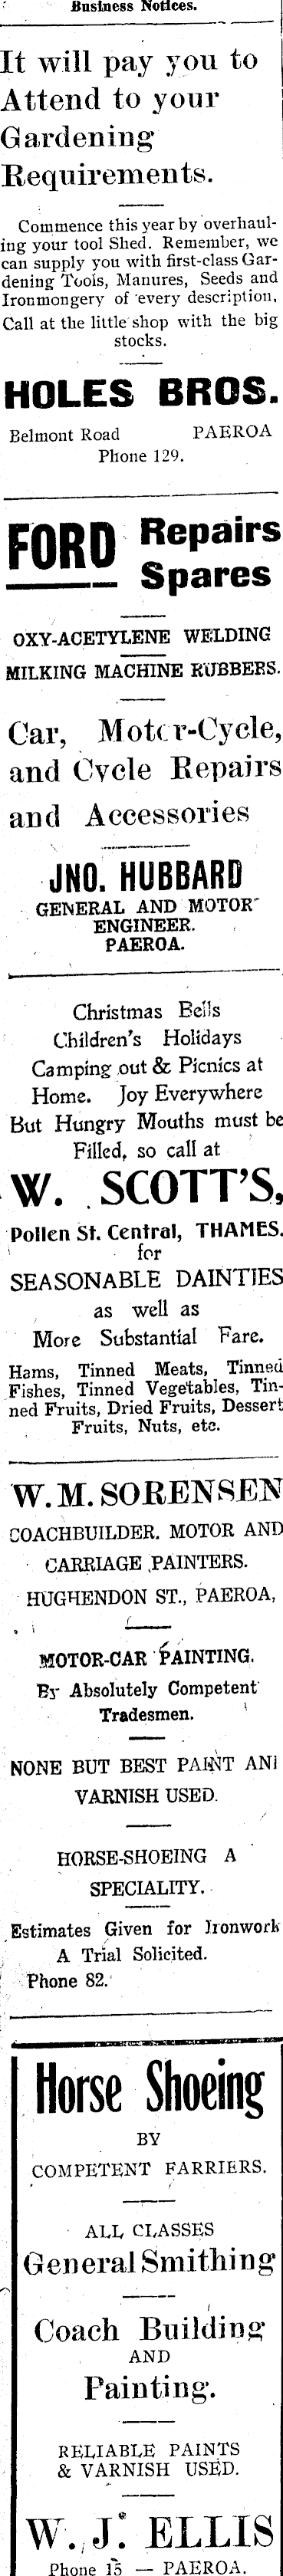 Business Notices.
It will pay you to
Attend to your
Gardening
Requirements.
Commence this year by overhaul-
ing your tool Shed. Remember, we
can supply you with first-class Gar-
dening Tools, Manures, Seeds and
Ironmongery of every description,
Call at the little shop with the big
stocks.
HOLES BROS.
Belmont Road PAEROA
Phone 129.
FORD Repairs
Spares
OXY-ACETYLENE WELDING
MILKING MACHINE RUBBERS.
Car, Motor-Cycle,
and Cycle Repairs
and Accessories
JNO. HUBBARD
GENERAL AND MOTOR
ENGINEER.
PAEROA.
Christmas Bells
Children's Holidays
Camping out & Picnics at
Home. Joy Everywhere
But Hungry Mouths must be
Filled, so call at
W. SCOTT'S,
Pollen St. Central, THAMES.
for
SEASONABLE DAINTIES
as well as
More Substantial Fare.
Hams, Tinned Meats, Tinned
Fishes, Tinned Vegetables, Tin-
ned Fruits, Dried Fruits, Dessert
Fruits, Nuts, etc.
W. M. SORENSEN
COACHBUILDER. MOTOR AND
CARRIAGE PAINTERS.
HUGHENDON ST., PAEROA,
MOTOR-CAR PAINTING.
By Absolutely Competent
Tradesmen.
NONE BUT BEST PAINT AND
VARNISH USED.
HORSE-SHOEING A
SPECIALITY.
Estimates Given for Ironwork
A Trial Solicited.
Phone 82.
Horse Shoeing
BY
COMPETENT FARRIERS.
ALL CLASSES
General Smithing
Coach Building
AND
Painting.
RELIABLE PAINTS
& VARNISH USED.
W. J. ELLIS
Phone 15 — PAEROA.